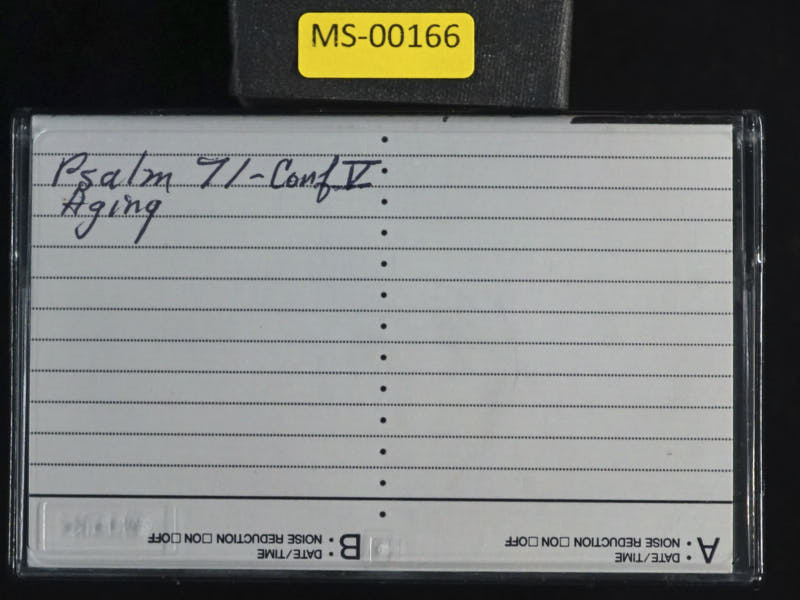 MS-00166
Psalm 71-Conf V
Aging
A • DATE/TIME
• NOISE REDUCTION □ ON □ OFF
B • DATE/TIME
• NOISE REDUCTION □ ON □ OFF